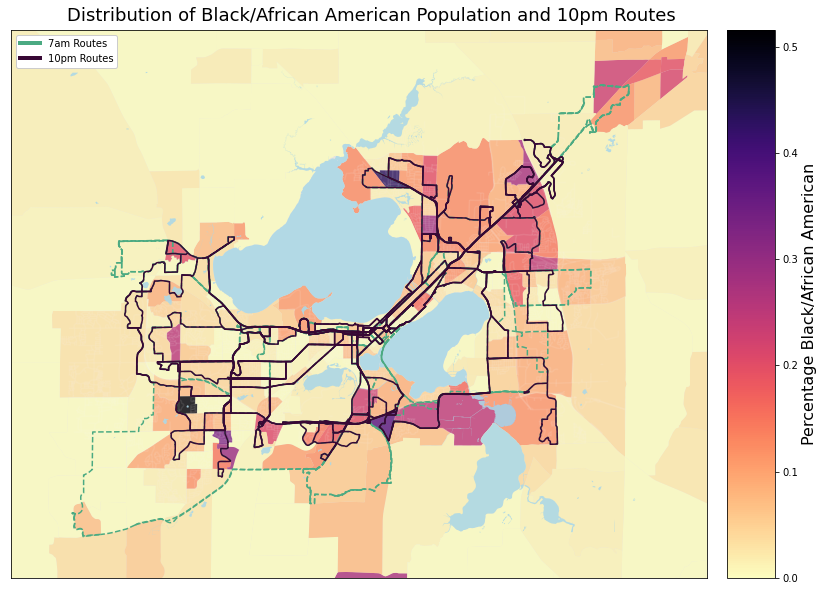 Distribution of Black/African American Population and 10pm Routes
7am Routes
10pm Routes
0.5
0.4
0.3
0.2
0.1
0.0
Percentage Black/African American